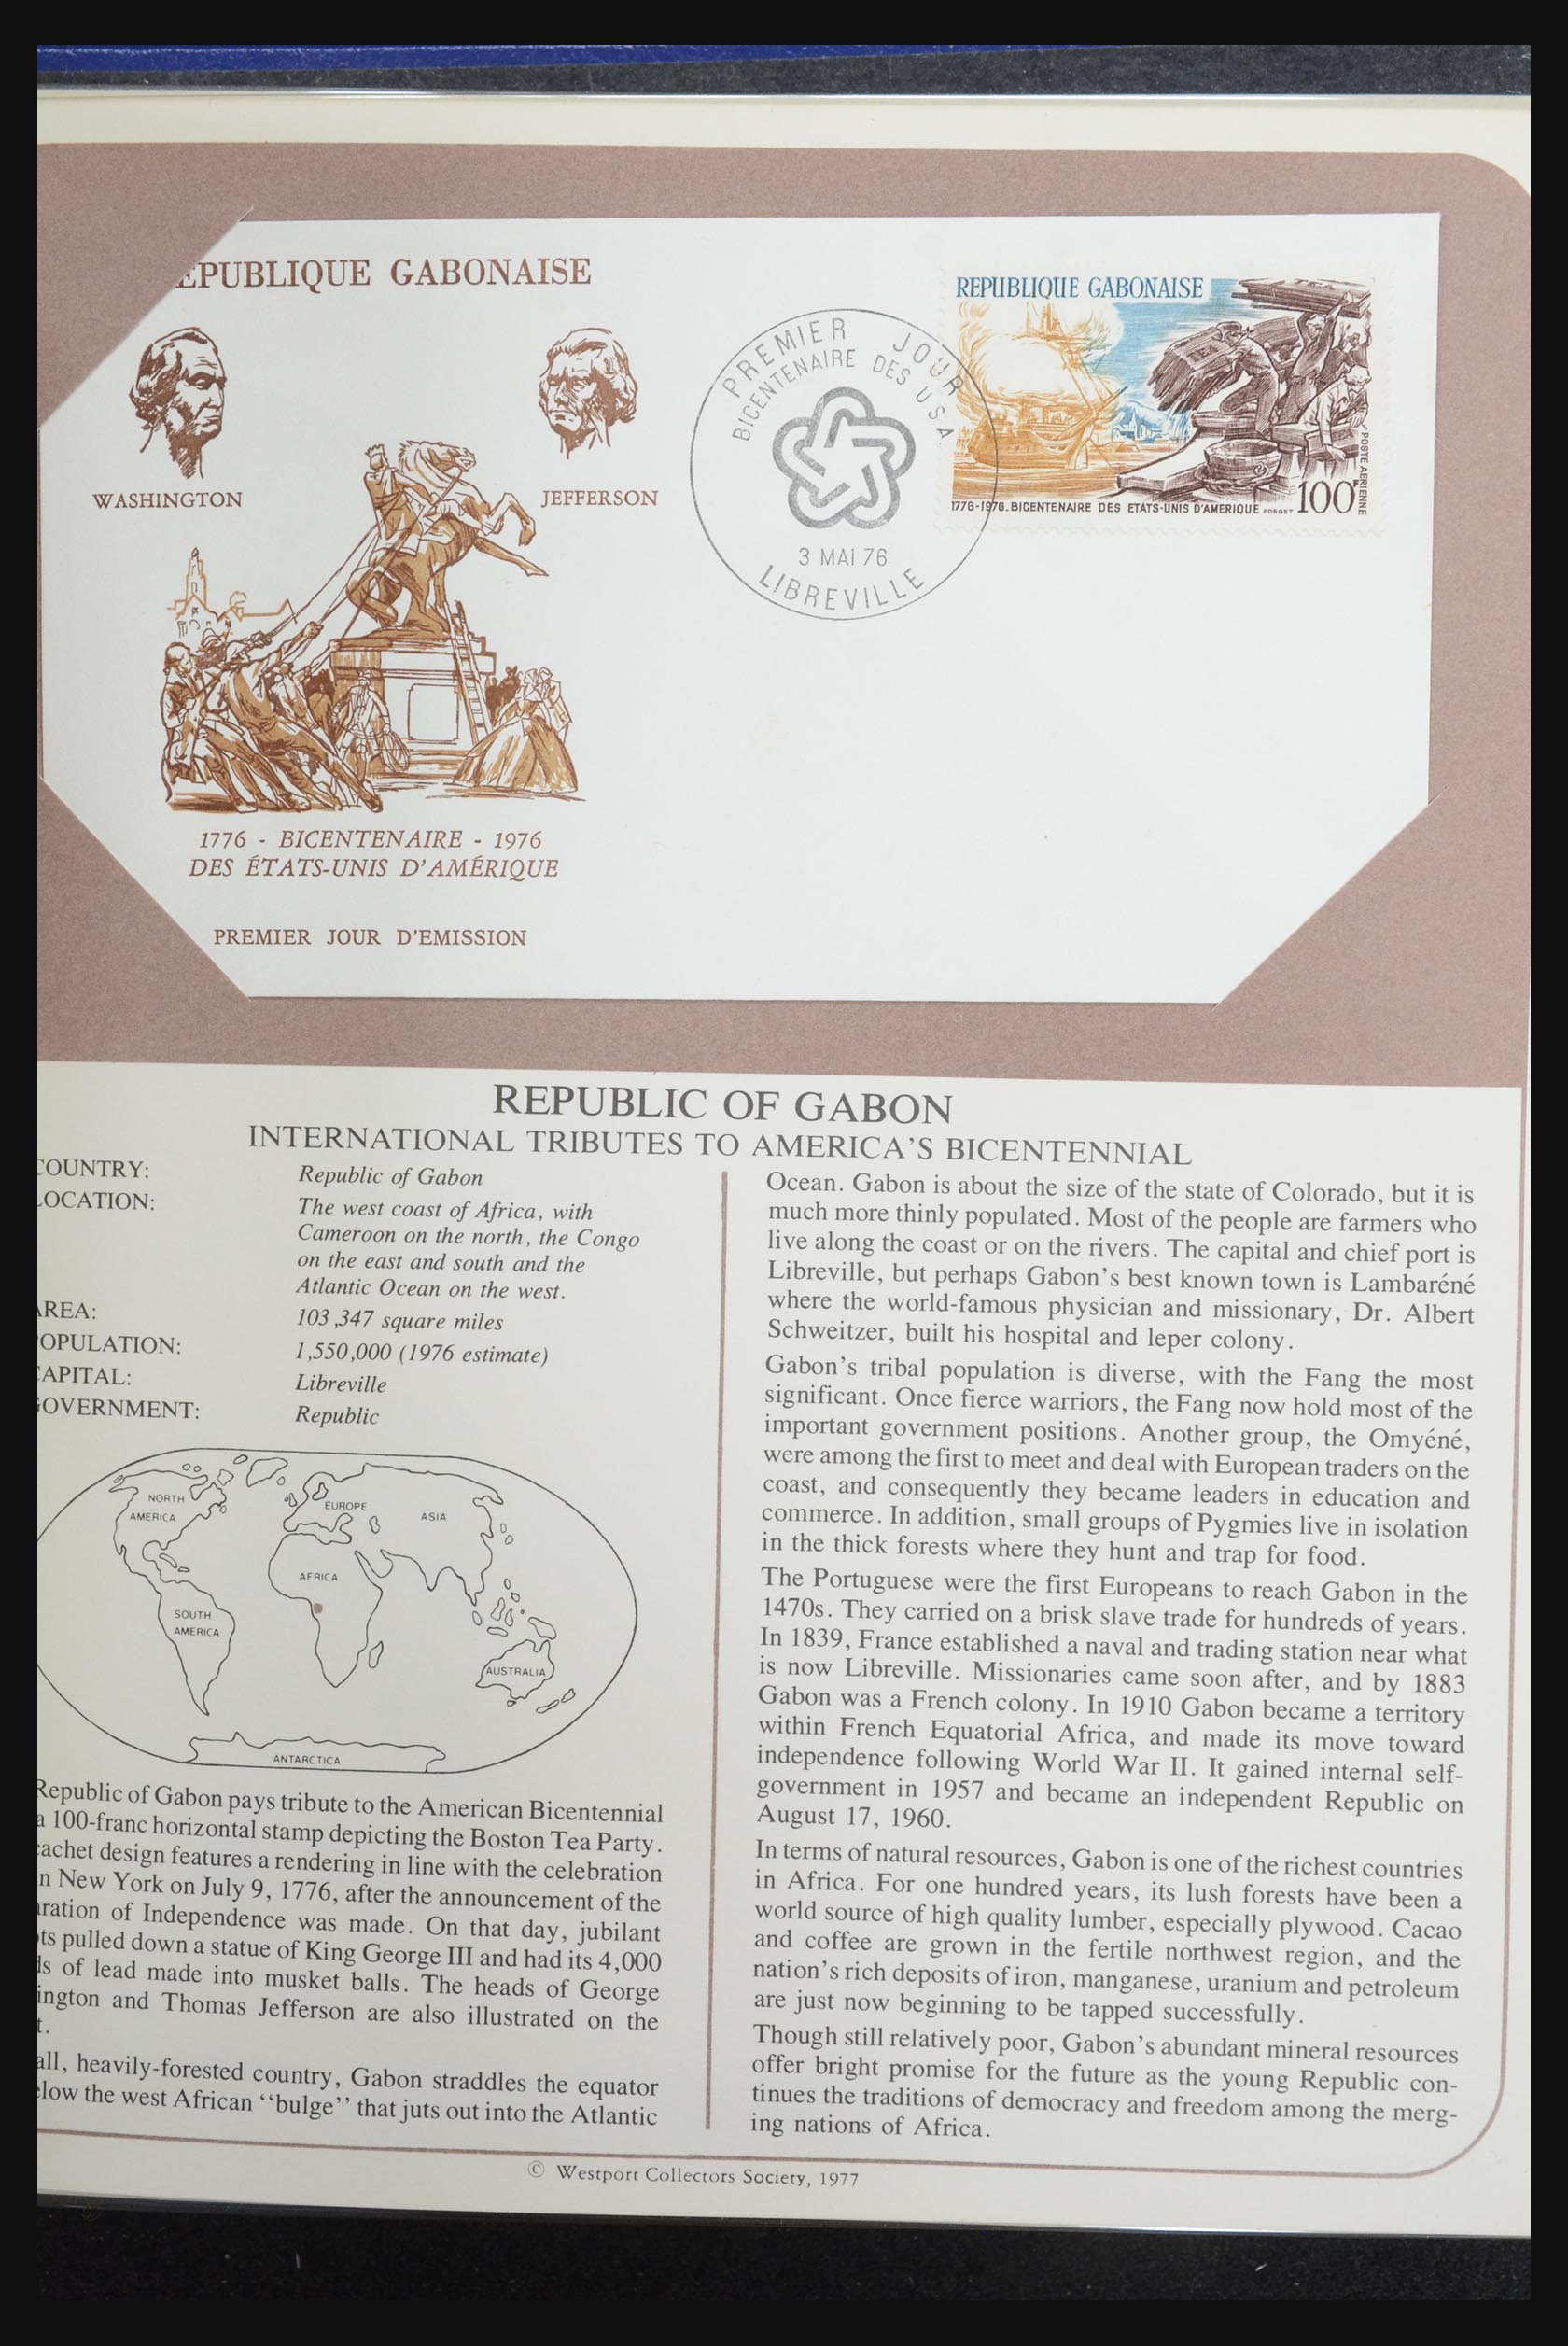 RÉPUBLIQUE GABONAISE
WASHINGTON
JEFFERSON
1776 - BICENTENAIRE - 1976
DES ÉTATS-UNIS D'AMÉRIQUE
PREMIER JOUR D'EMISSION
PREMIER JOUR
BICENTENAIRE DES U S A
3 MAI 76
LIBREVILLE
REPUBLIQUE GABONAISE
TEA
TEA
POSTE AERIENNE
1776-1976. BICENTENAIRE DES ETATS-UNIS D'AMERIQUE FORGET 100F
REPUBLIC OF GABON
INTERNATIONAL TRIBUTES TO AMERICA'S BICENTENNIAL
COUNTRY: Republic of Gabon
LOCATION: The west coast of Africa, with
Cameroon on the north, the Congo
on the east and south and the
Atlantic Ocean on the west.
AREA: 103,347 square miles
POPULATION: 1,550,000 (1976 estimate)
CAPITAL: Libreville
GOVERNMENT: Republic
NORTH
AMERICA
EUROPE
ASIA
AFRICA
SOUTH
AMERICA
AUSTRALIA
ANTARCTICA
Republic of Gabon pays tribute to the American Bicentennial
a 100-franc horizontal stamp depicting the Boston Tea Party.
cachet design features a rendering in line with the celebration
in New York on July 9, 1776, after the announcement of the
aration of Independence was made. On that day, jubilant
ts pulled down a statue of King George III and had its 4,000
ls of lead made into musket balls. The heads of George
ington and Thomas Jefferson are also illustrated on the
t.
all, heavily-forested country, Gabon straddles the equator
elow the west African "bulge" that juts out into the Atlantic
Ocean. Gabon is about the size of the state of Colorado, but it is
much more thinly populated. Most of the people are farmers who
live along the coast or on the rivers. The capital and chief port is
Libreville, but perhaps Gabon's best known town is Lambaréné
where the world-famous physician and missionary, Dr. Albert
Schweitzer, built his hospital and leper colony.
Gabon's tribal population is diverse, with the Fang the most
significant. Once fierce warriors, the Fang now hold most of the
important government positions. Another group, the Omyéné,
were among the first to meet and deal with European traders on the
coast, and consequently they became leaders in education and
commerce. In addition, small groups of Pygmies live in isolation
in the thick forests where they hunt and trap for food.
The Portuguese were the first Europeans to reach Gabon in the
1470s. They carried on a brisk slave trade for hundreds of years.
In 1839, France established a naval and trading station near what
is now Libreville. Missionaries came soon after, and by 1883
Gabon was a French colony. In 1910 Gabon became a territory
within French Equatorial Africa, and made its move toward
independence following World War II. It gained internal self-
government in 1957 and became an independent Republic on
August 17, 1960.
In terms of natural resources, Gabon is one of the richest countries
in Africa. For one hundred years, its lush forests have been a
world source of high quality lumber, especially plywood. Cacao
and coffee are grown in the fertile northwest region, and the
nation's rich deposits of iron, manganese, uranium and petroleum
are just now beginning to be tapped successfully.
Though still relatively poor, Gabon's abundant mineral resources
offer bright promise for the future as the young Republic con-
tinues the traditions of democracy and freedom among the merg-
ing nations of Africa.
© Westport Collectors Society, 1977